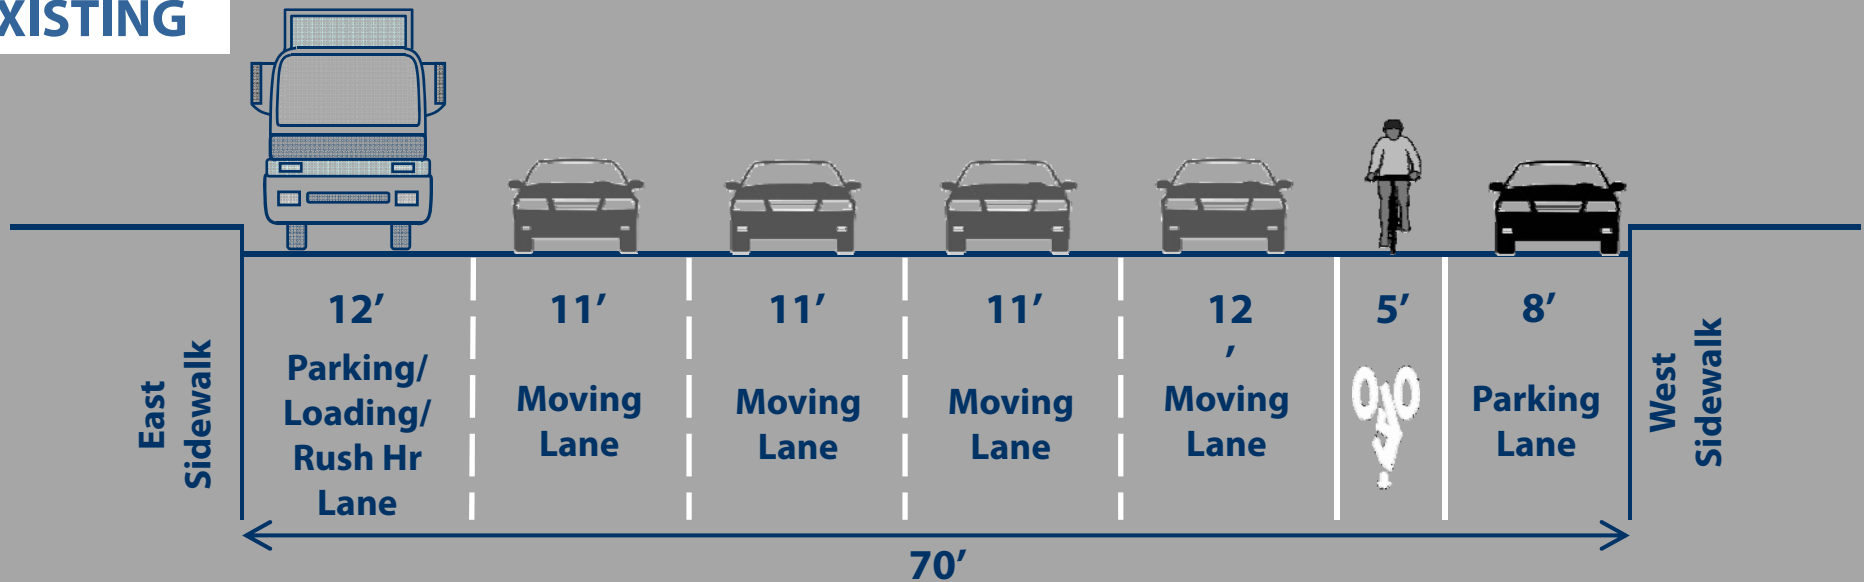 XISTING
12’
Parking/
Loading/
Rush Hr
Lane
11’
Moving
Lane
11’
Moving
Lane
11’
Moving
Lane
12
’
Moving
Lane
5’
8’
Parking
Lane
East
Sidewalk
West
Sidewalk
70’